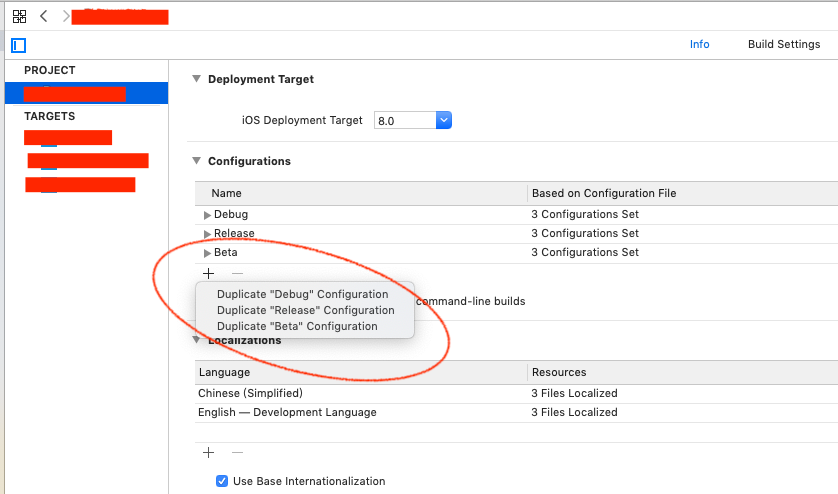 Info Build Settings
PROJECT
TARGETS
Deployment Target
iOS Deployment Target 8.0
Configurations
Name Based on Configuration File
Debug 3 Configurations Set
Release 3 Configurations Set
Beta 3 Configurations Set
Duplicate "Debug" Configuration
command-line builds
Duplicate "Release" Configuration
Duplicate "Beta" Configuration
Localizations
Language Resources
Chinese (Simplified) 3 Files Localized
English — Development Language 3 Files Localized
Use Base Internationalization